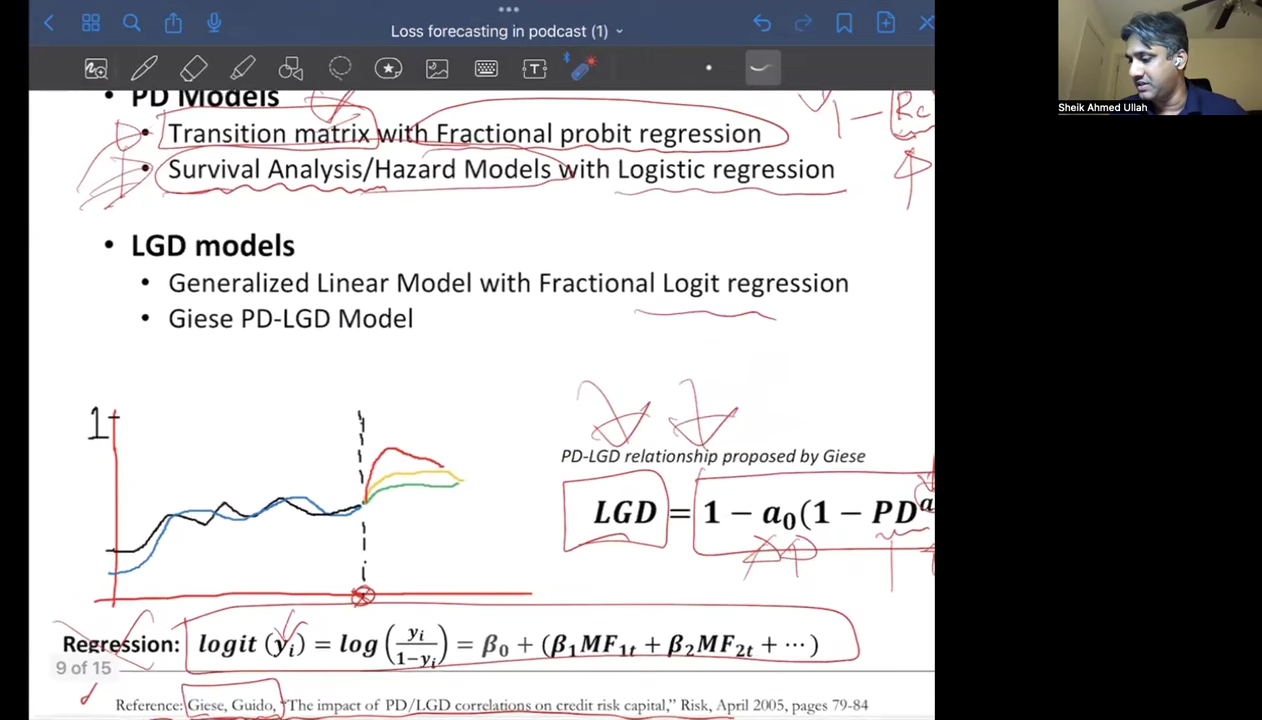 Loss forecasting in podcast (1)
Sheik Ahmed Ullah
• PD Models
• Transition matrix with Fractional probit regression
• Survival Analysis/Hazard Models with Logistic regression
1 - [Re
• LGD models
• Generalized Linear Model with Fractional Logit regression
• Giese PD-LGD Model
1
PD-LGD relationship proposed by Giese
LGD = 1 − a₀(1 − PD^a
Regression: logit (yᵢ) = log (yᵢ/1−yᵢ) = β₀ + (β₁MF₁ₜ + β₂MF₂ₜ + ⋯)
9 of 15
Reference: Giese, Guido, "The impact of PD/LGD correlations on credit risk capital," Risk, April 2005, pages 79-84